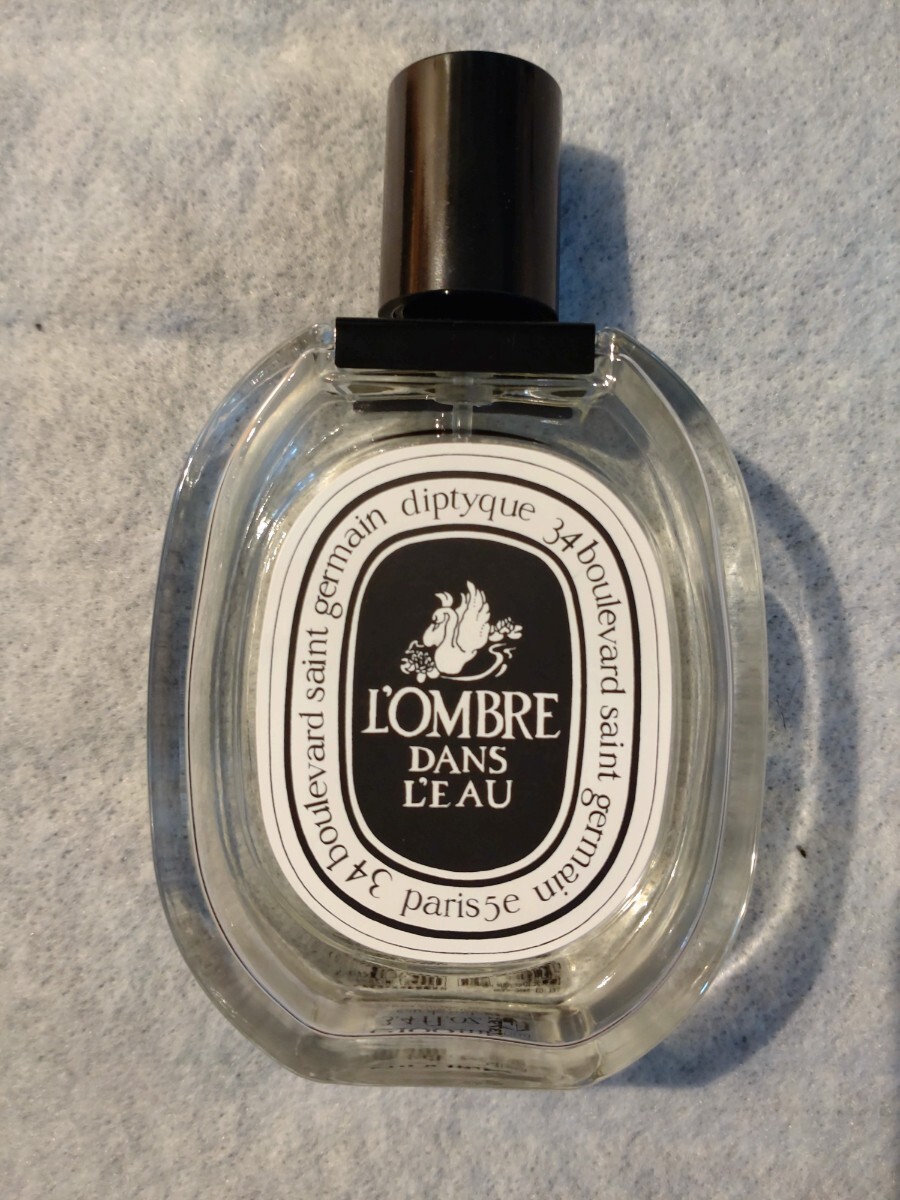 diptyque 34 boulevard saint germain
paris 5e
34 boulevard saint germain
L'OMBRE
DANS
L'EAU